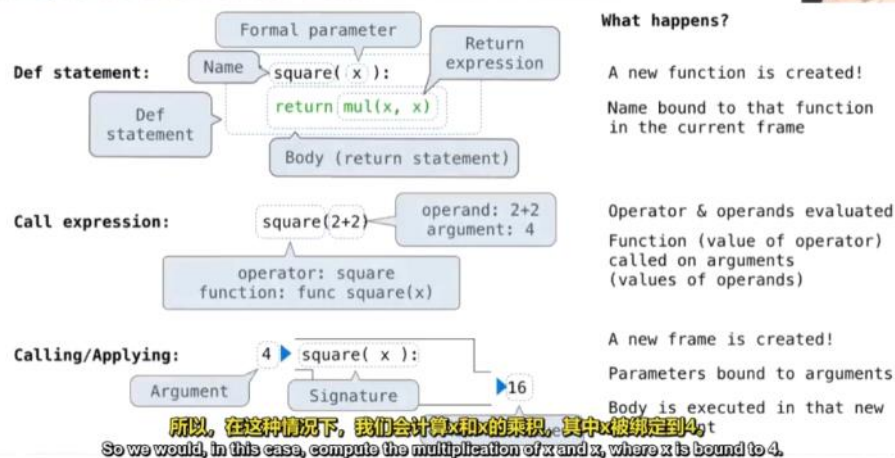 What happens?
Formal parameter
Return
expression
Def statement:
Name
square( x ):
A new function is created!
return mul(x, x)
Name bound to that function
in the current frame
Def
statement
Body (return statement)
Call expression:
square(2+2)
operand: 2+2
argument: 4
Operator & operands evaluated
Function (value of operator)
called on arguments
(values of operands)
operator: square
function: func square(x)
Calling/Applying:
4
square( x ):
A new frame is created!
Argument
Signature
16
Parameters bound to arguments
Body is executed in that new
所以，在这种情况下，我们会计算x和x的乘积，其中x被绑定到4。
So we would, in this case, compute the multiplication of x and x, where x is bound to 4.